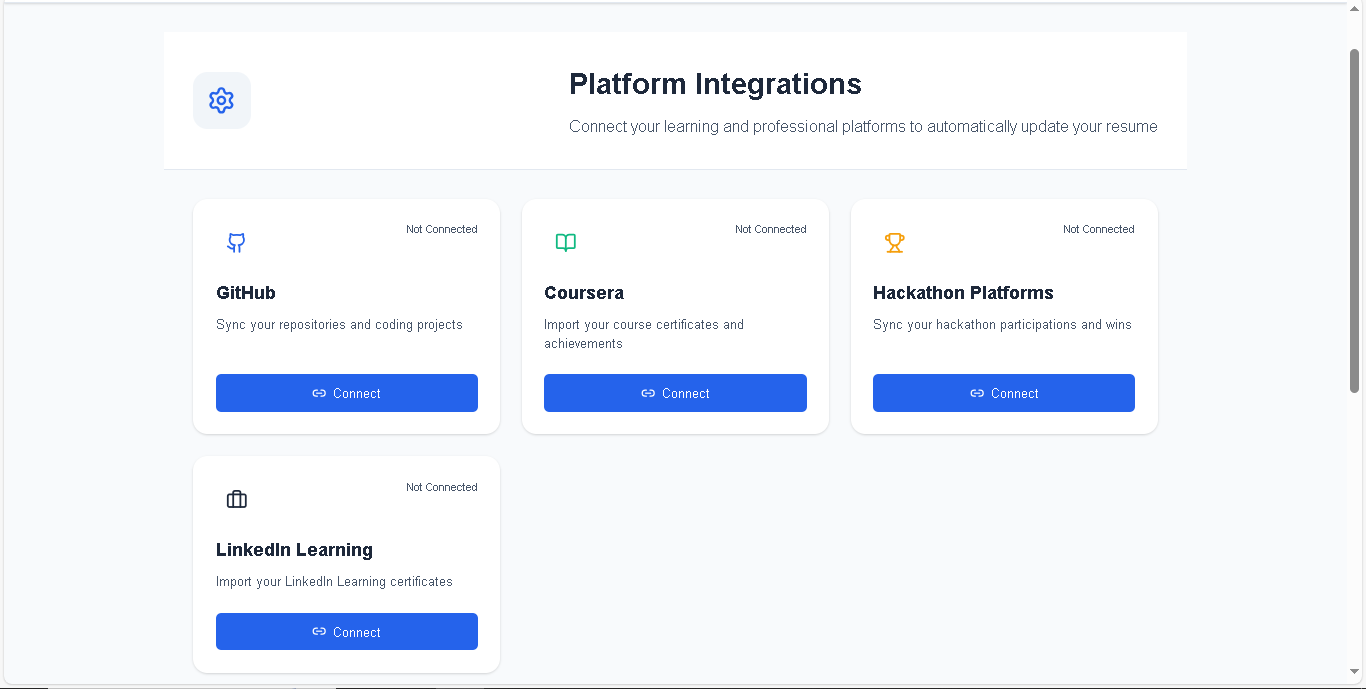 Platform Integrations
Connect your learning and professional platforms to automatically update your resume
Not Connected
GitHub
Sync your repositories and coding projects
Connect
Not Connected
Coursera
Import your course certificates and
achievements
Connect
Not Connected
Hackathon Platforms
Sync your hackathon participations and wins
Connect
Not Connected
LinkedIn Learning
Import your LinkedIn Learning certificates
Connect